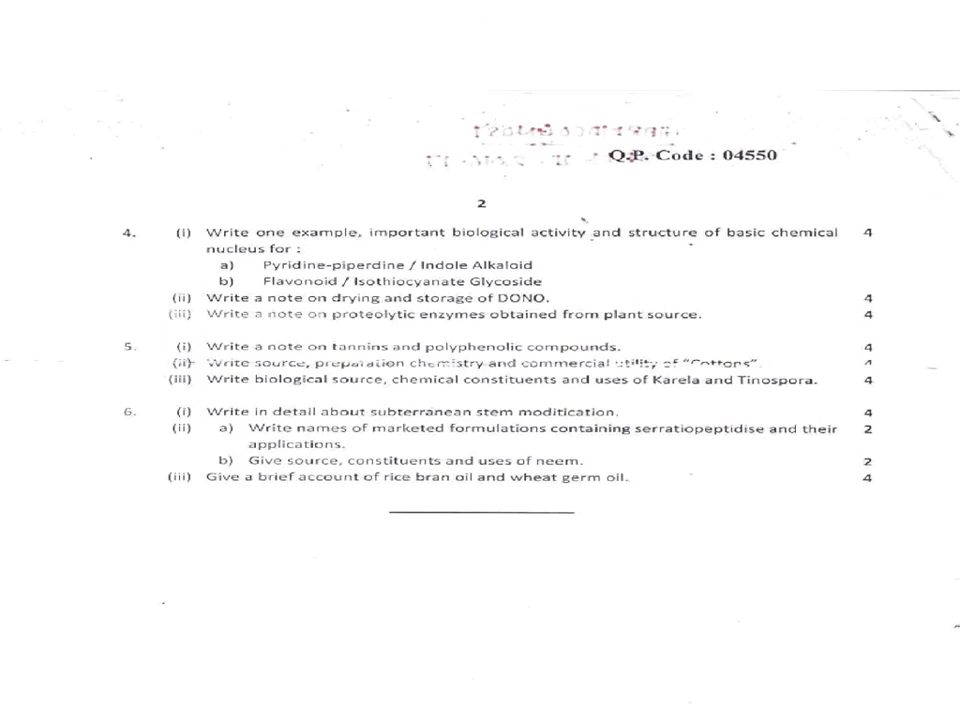 Q.P. Code : 04550
2
4. (i) Write one example, important biological activity and structure of basic chemical 4
nucleus for :
a) Pyridine-piperdine / Indole Alkaloid
b) Flavonoid / Isothiocyanate Glycoside
(ii) Write a note on drying and storage of DONO. 4
(iii) Write a note on proteolytic enzymes obtained from plant source. 4
5. (i) Write a note on tannins and polyphenolic compounds. 4
(ii) Write source, preparation chemistry and commercial utility of "Cottons". 4
(iii) Write biological source, chemical constituents and uses of Karela and Tinospora. 4
6. (i) Write in detail about subterranean stem moditication. 4
(ii) a) Write names of marketed formulations containing serratiopeptidise and their 2
applications.
b) Give source, constituents and uses of neem. 2
(iii) Give a brief account of rice bran oil and wheat germ oil. 4